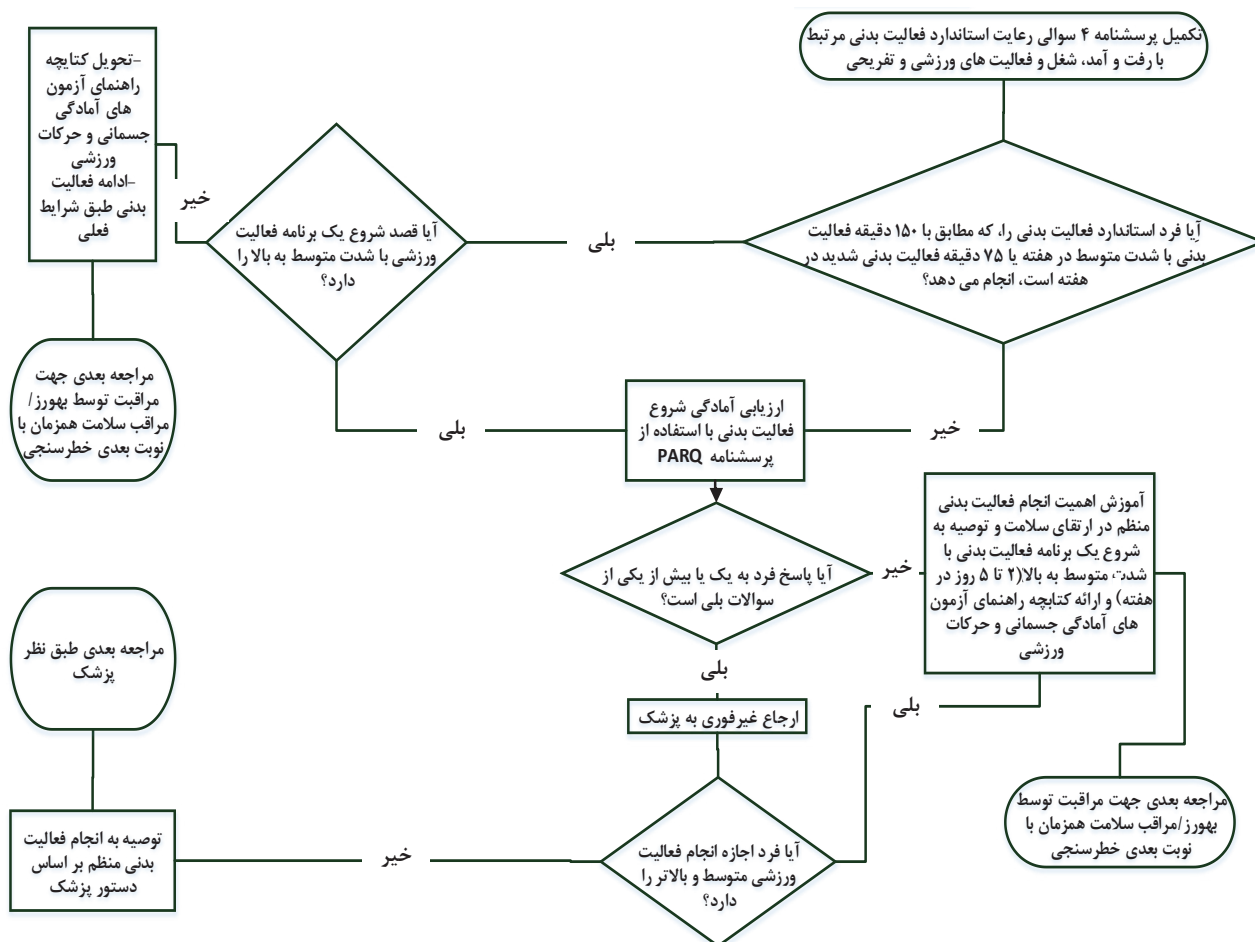 تکمیل پرسشنامه ۴ سوالی رعایت استاندارد فعالیت بدنی مرتبط
با رفت و آمد، شغل و فعالیت های ورزشی و تفریحی
آیا فرد استاندارد فعالیت بدنی را، که مطابق با ۱۵۰ دقیقه فعالیت
بدنی با شدت متوسط در هفته یا ۷۵ دقیقه فعالیت بدنی شدید در
هفته است، انجام می دهد؟
بلی
آیا قصد شروع یک برنامه فعالیت
ورزشی با شدت متوسط به بالا را
دارد؟
خیر
-تحویل کتابچه
راهنمای آزمون
های آمادگی
جسمانی و حرکات
ورزشی
-ادامه فعالیت
بدنی طبق شرایط
فعلی
مراجعه بعدی جهت
مراقبت توسط بهورز/
مراقب سلامت همزمان با
نوبت بعدی خطرسنجی
خیر
ارزیابی آمادگی شروع
فعالیت بدنی با استفاده از
پرسشنامه PARQ
بلی
آیا پاسخ فرد به یک یا بیش از یکی از
سوالات بلی است؟
خیر
آموزش اهمیت انجام فعالیت بدنی
منظم در ارتقای سلامت و توصیه به
شروع یک برنامه فعالیت بدنی با
شدت متوسط به بالا(۲ تا ۵ روز در
هفته) و ارائه کتابچه راهنمای آزمون
های آمادگی جسمانی و حرکات
ورزشی
بلی
ارجاع غیرفوری به پزشک
بلی
مراجعه بعدی جهت مراقبت توسط
بهورز/مراقب سلامت همزمان با
نوبت بعدی خطرسنجی
آیا فرد اجازه انجام فعالیت
ورزشی متوسط و بالاتر را
دارد؟
خیر
توصیه به انجام فعالیت
بدنی منظم بر اساس
دستور پزشک
مراجعه بعدی طبق نظر
پزشک